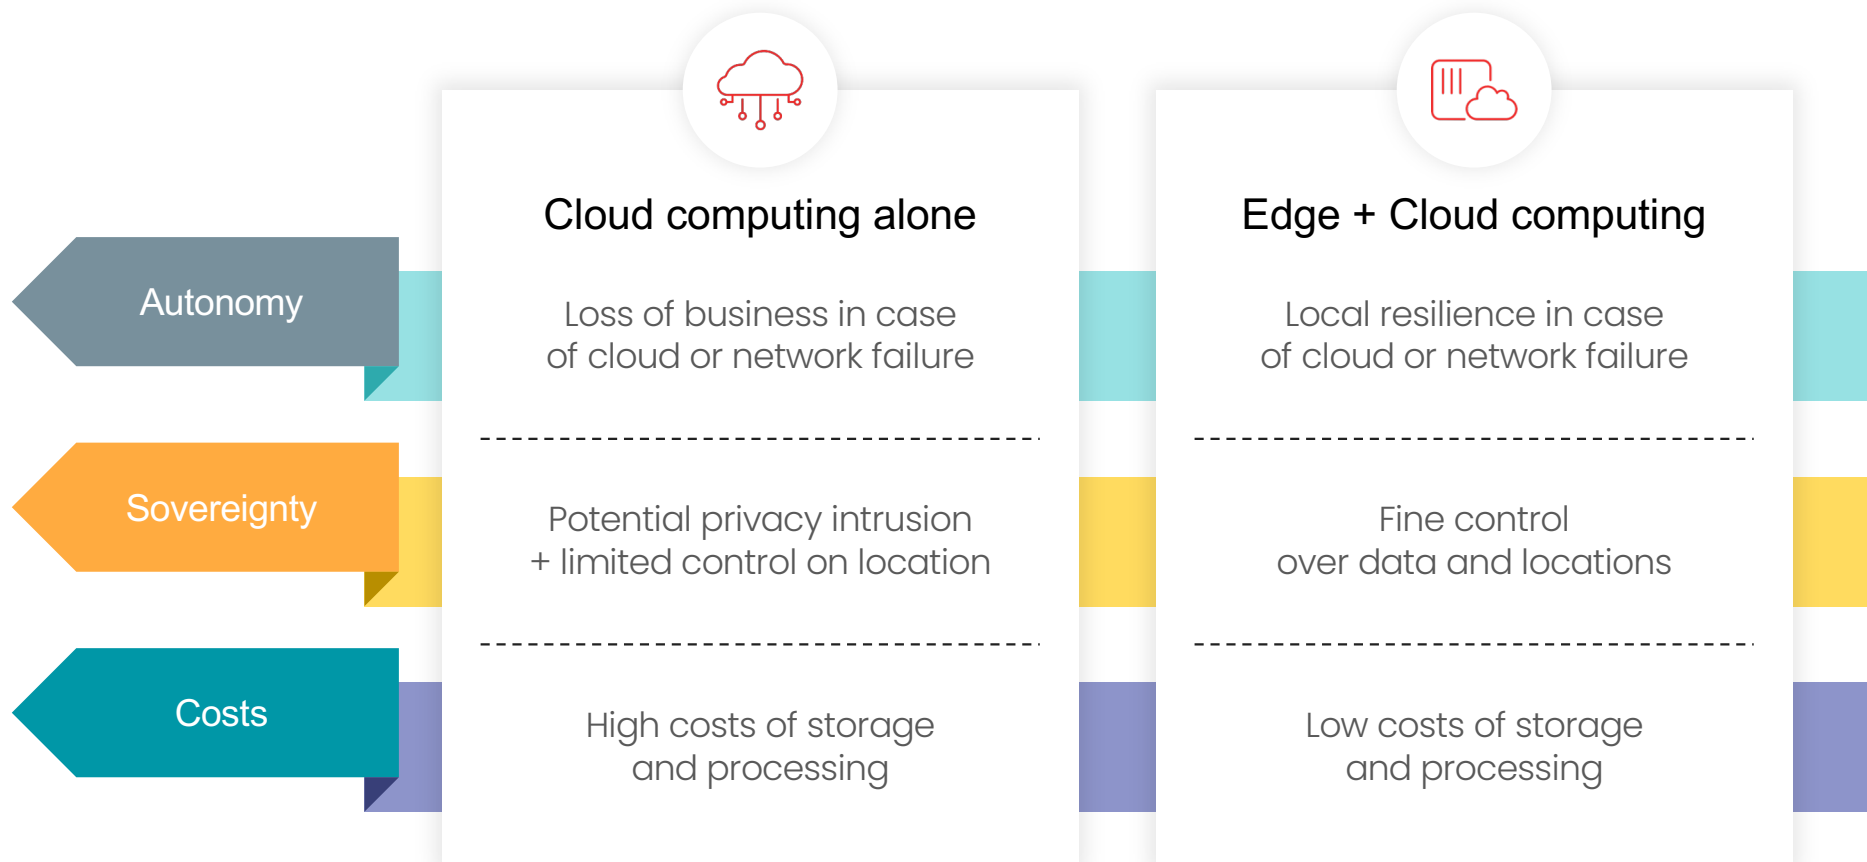 Cloud computing alone
Edge + Cloud computing
Autonomy
Loss of business in case
of cloud or network failure
Local resilience in case
of cloud or network failure
Sovereignty
Potential privacy intrusion
+ limited control on location
Fine control
over data and locations
Costs
High costs of storage
and processing
Low costs of storage
and processing